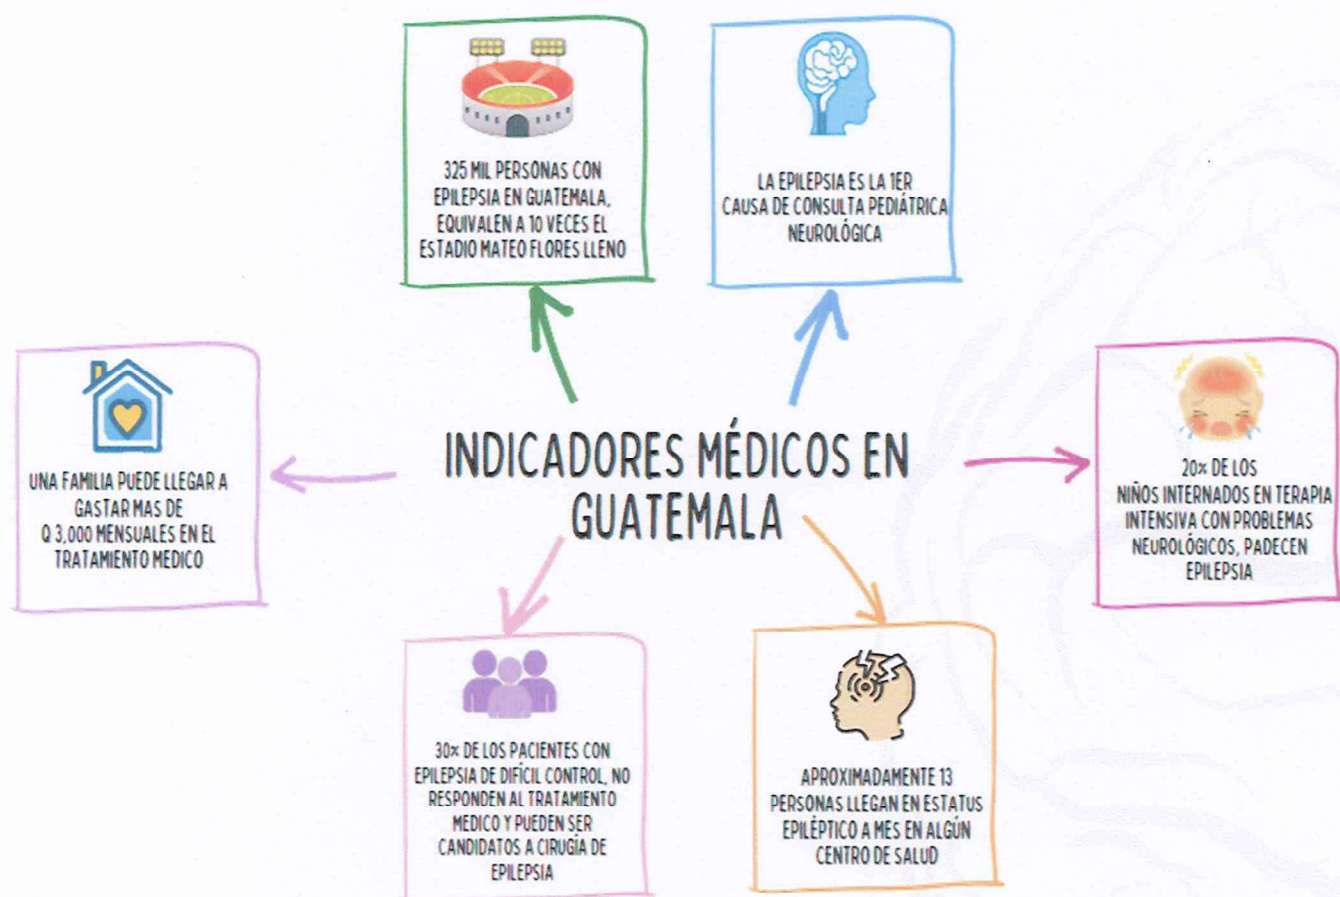 325 MIL PERSONAS CON
EPILEPSIA EN GUATEMALA,
EQUIVALEN A 10 VECES EL
ESTADIO MATEO FLORES LLENO
LA EPILEPSIA ES LA 1ER
CAUSA DE CONSULTA PEDIÁTRICA
NEUROLÓGICA
UNA FAMILIA PUEDE LLEGAR A
GASTAR MAS DE
Q 3,000 MENSUALES EN EL
TRATAMIENTO MEDICO
INDICADORES MÉDICOS EN
GUATEMALA
20% DE LOS
NIÑOS INTERNADOS EN TERAPIA
INTENSIVA CON PROBLEMAS
NEUROLÓGICOS, PADECEN
EPILEPSIA
30% DE LOS PACIENTES CON
EPILEPSIA DE DIFÍCIL CONTROL, NO
RESPONDEN AL TRATAMIENTO
MEDICO Y PUEDEN SER
CANDIDATOS A CIRUGÍA DE
EPILEPSIA
APROXIMADAMENTE 13
PERSONAS LLEGAN EN ESTATUS
EPILÉPTICO A MES EN ALGÚN
CENTRO DE SALUD